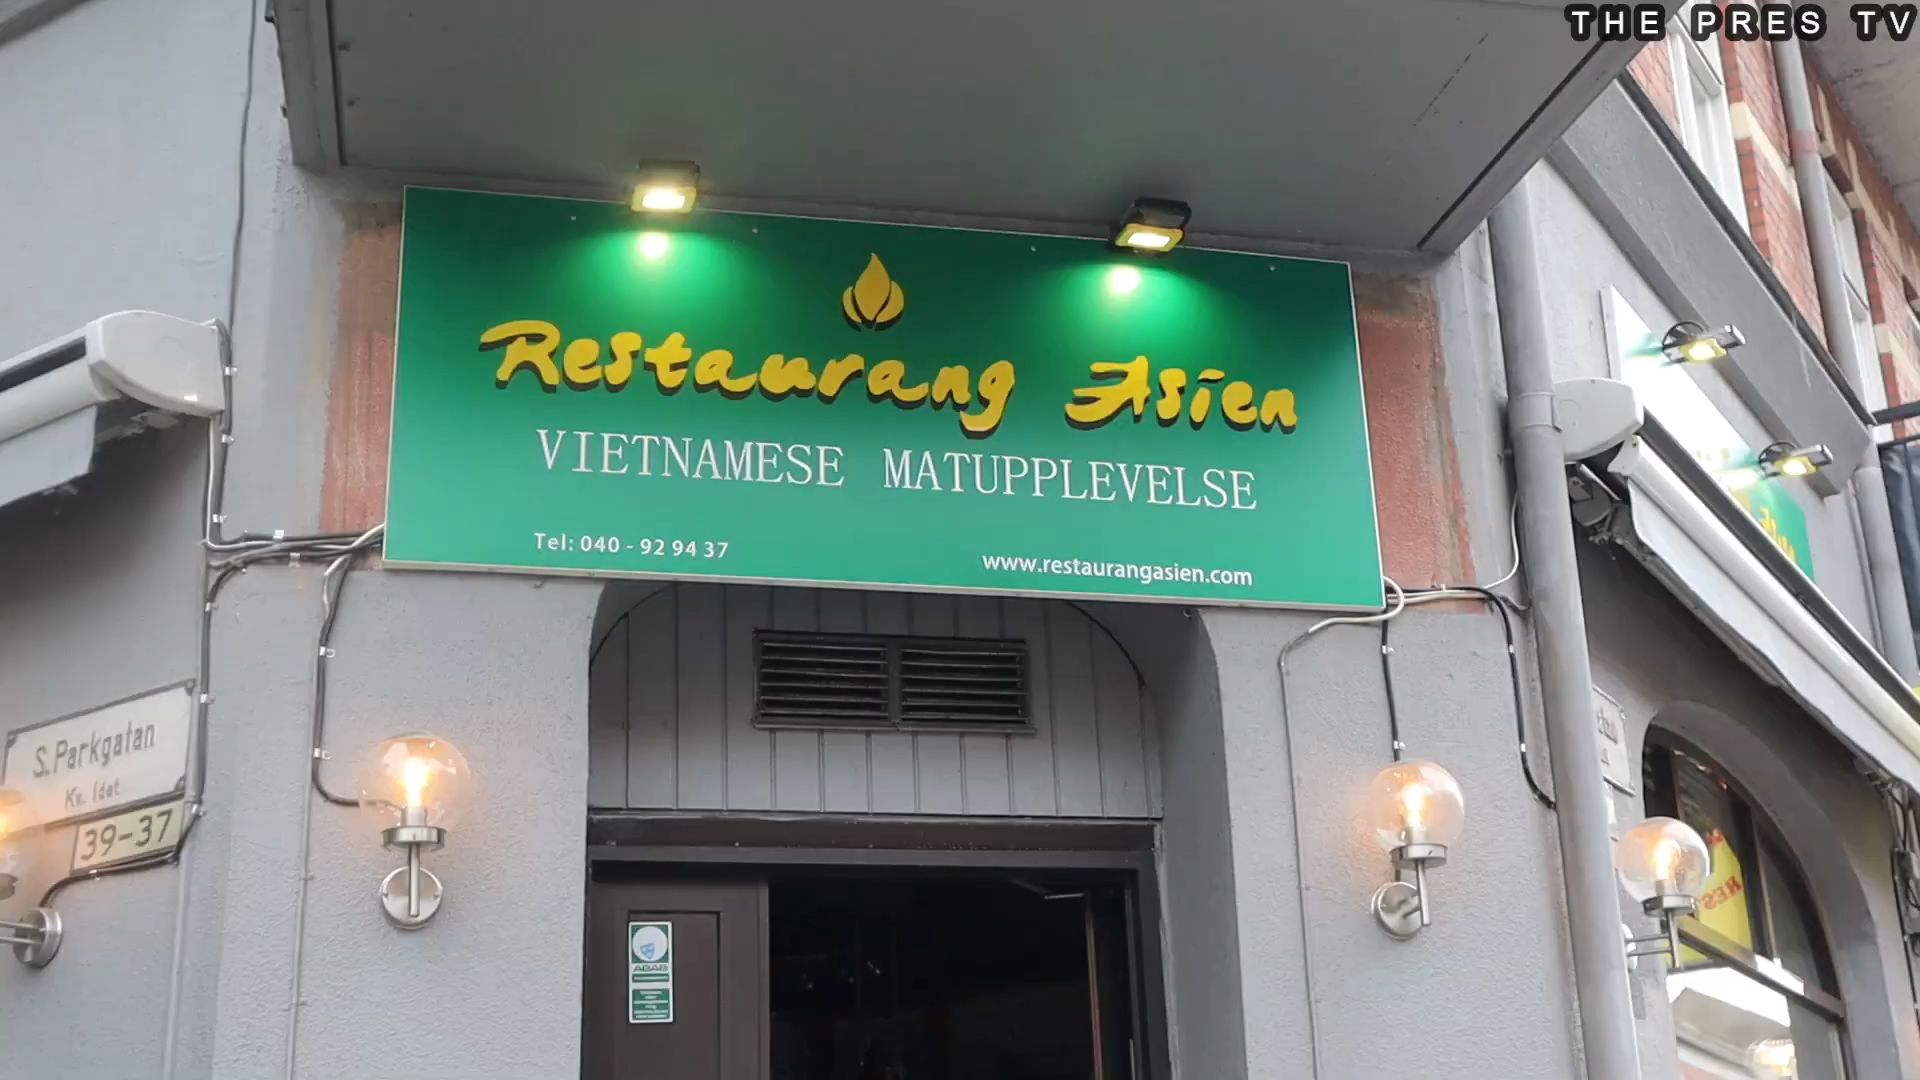 THE PRES TV
Restaurang Asien
VIETNAMESE MATUPPLEVELSE
Tel: 040 - 92 94 37
www.restaurangasien.com
S. Parkgatan
Kv. Idet
39-37